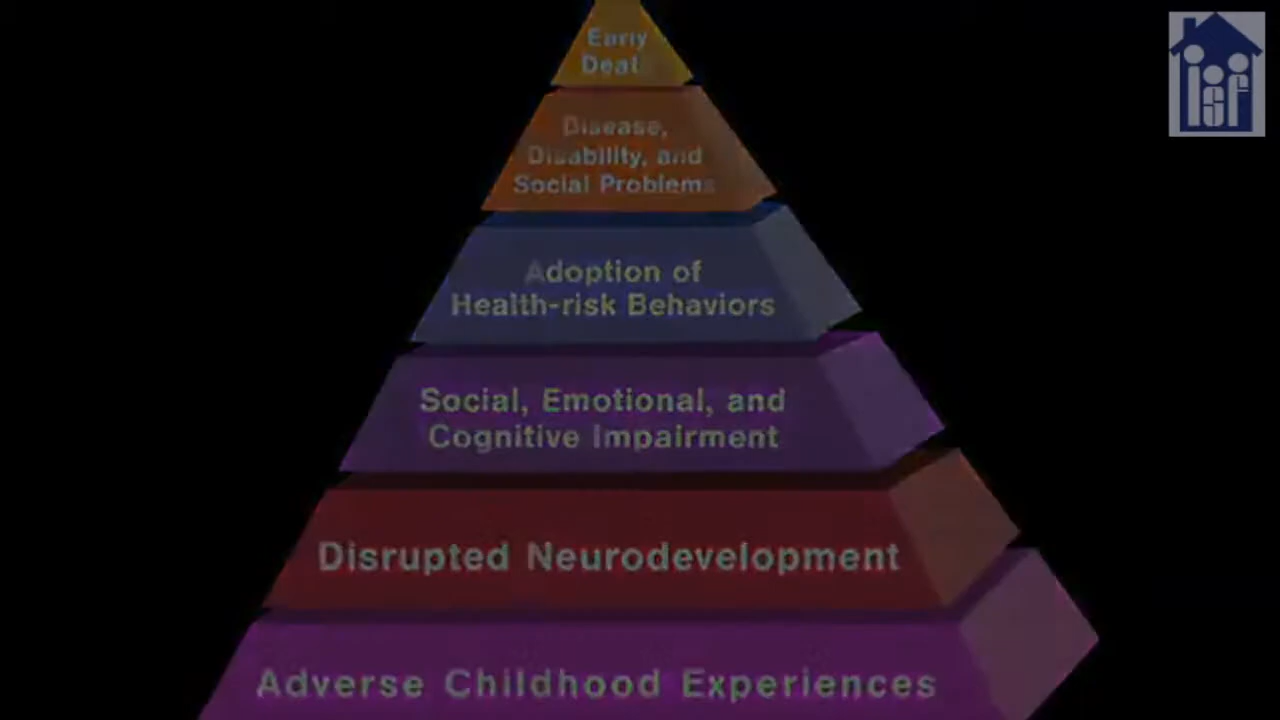 Early
Deat
Disease,
Disability, and
Social Problems
Adoption of
Health-risk Behaviors
Social, Emotional, and
Cognitive Impairment
Disrupted Neurodevelopment
Adverse Childhood Experiences
lsf